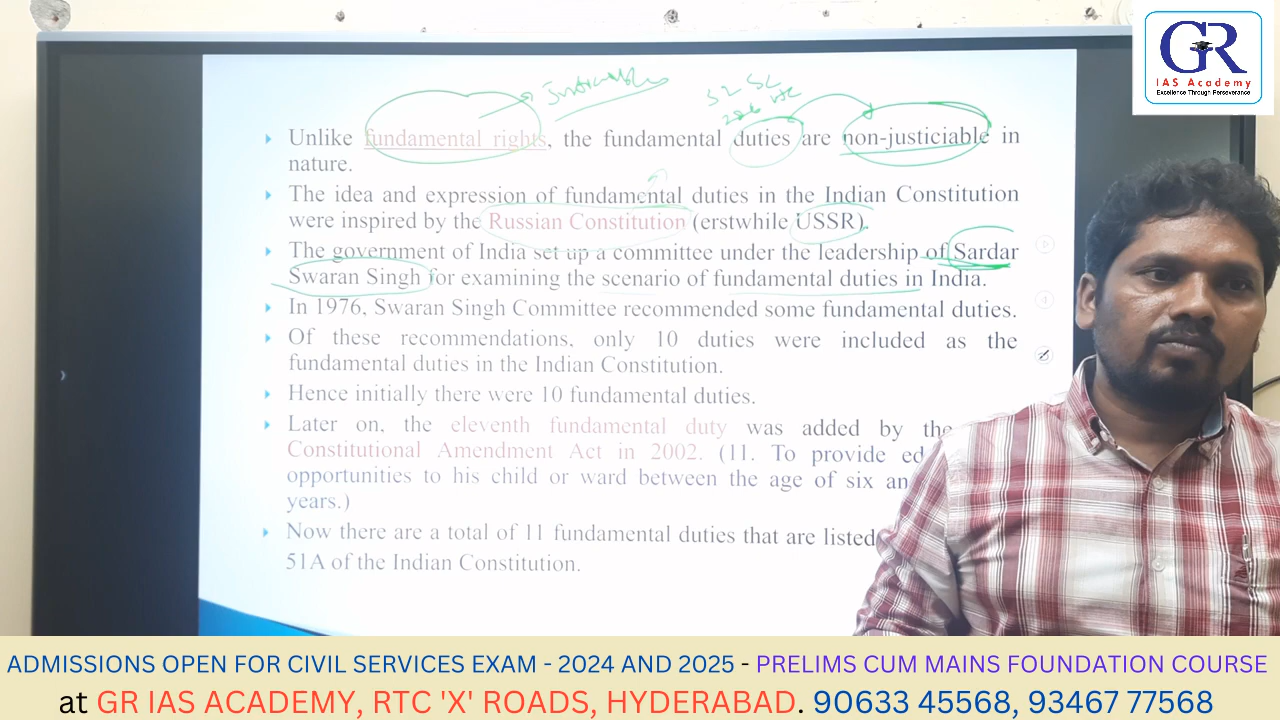 GR
IAS Academy
Excellence Through Perseverance
Justiciable
Unlike fundamental rights, the fundamental duties are non-justiciable in
nature.
The idea and expression of fundamental duties in the Indian Constitution
were inspired by the Russian Constitution (erstwhile USSR).
The government of India set up a committee under the leadership of Sardar
Swaran Singh for examining the scenario of fundamental duties in India.
In 1976, Swaran Singh Committee recommended some fundamental duties.
Of these recommendations, only 10 duties were included as the
fundamental duties in the Indian Constitution.
Hence initially there were 10 fundamental duties.
Later on, the eleventh fundamental duty was added by the
Constitutional Amendment Act in 2002. (11. To provide ed
opportunities to his child or ward between the age of six an
years.)
Now there are a total of 11 fundamental duties that are listed
51A of the Indian Constitution.
ADMISSIONS OPEN FOR CIVIL SERVICES EXAM - 2024 AND 2025 - PRELIMS CUM MAINS FOUNDATION COURSE
at GR IAS ACADEMY, RTC 'X' ROADS, HYDERABAD. 90633 45568, 93467 77568